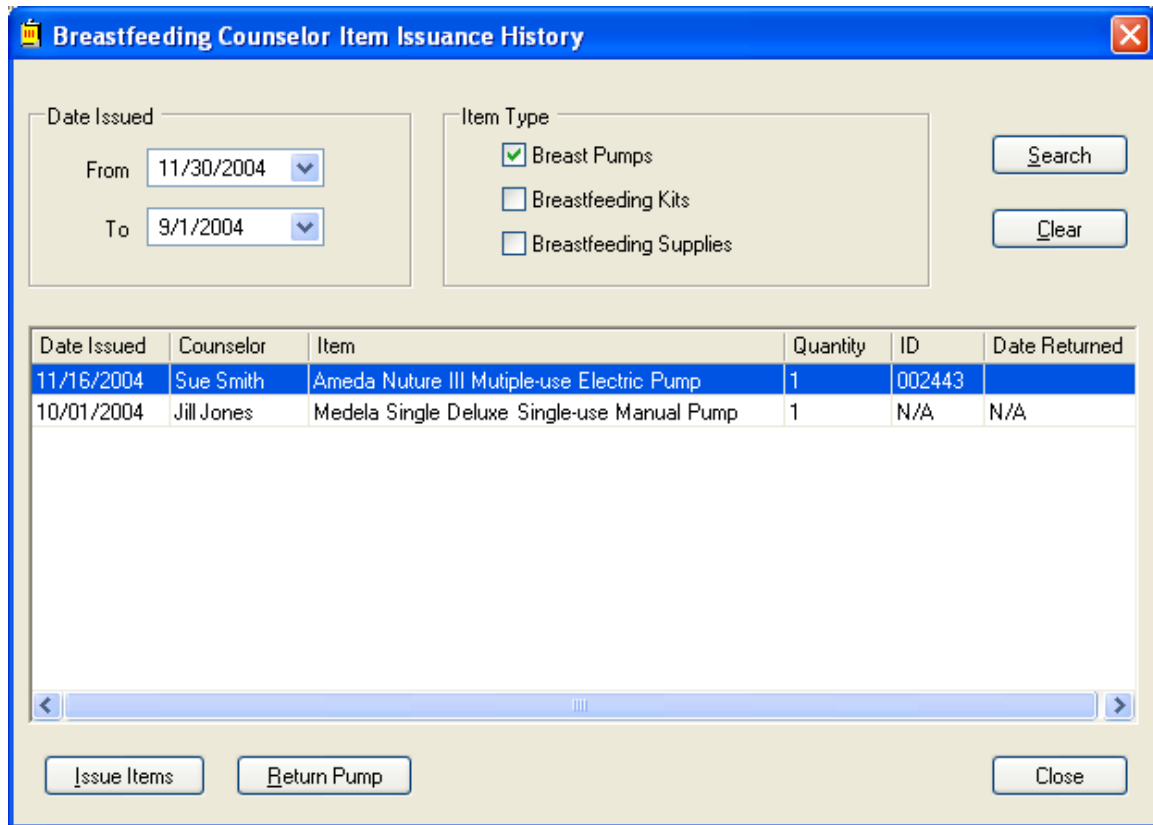 Breastfeeding Counselor Item Issuance History
Date Issued
From 11/30/2004
To 9/1/2004
Item Type
Breast Pumps
Breastfeeding Kits
Breastfeeding Supplies
Search
Clear
Date Issued Counselor Item Quantity ID Date Returned
11/16/2004 Sue Smith Ameda Nuture III Mutiple-use Electric Pump 1 002443
10/01/2004 Jill Jones Medela Single Deluxe Single-use Manual Pump 1 N/A N/A
Issue Items Return Pump Close